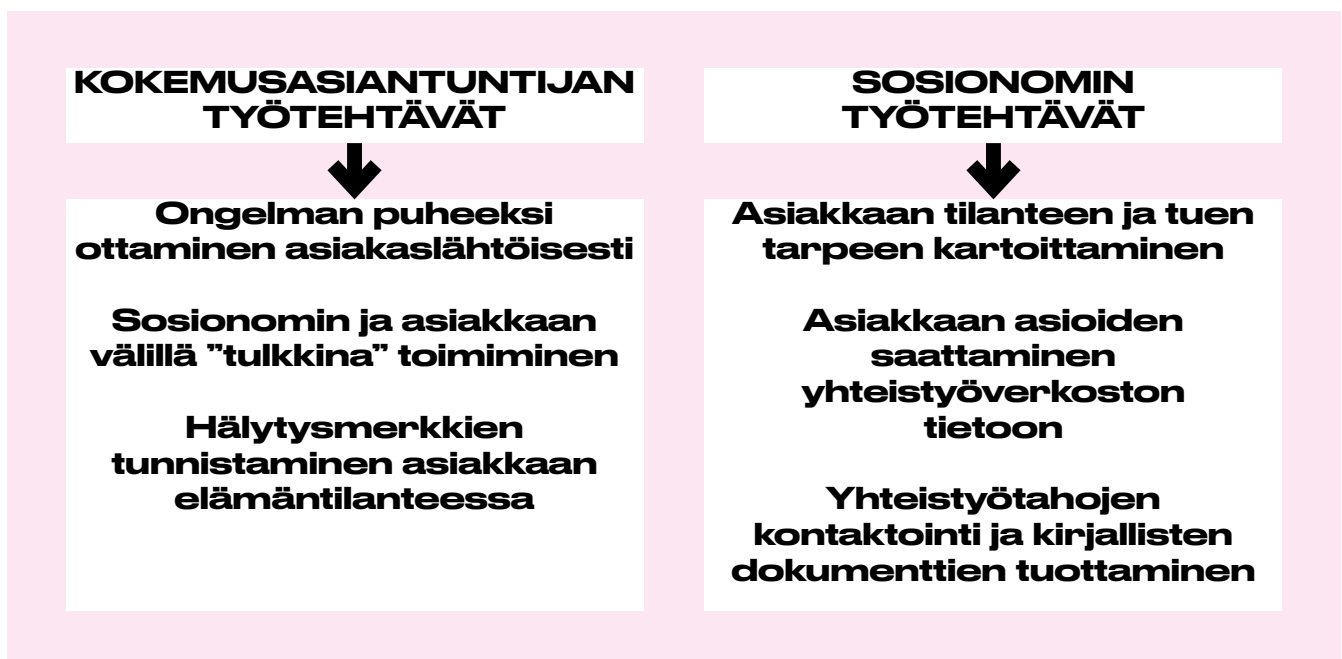 KOKEMUSASIANTUNTIJAN
TYÖTEHTÄVÄT
Ongelman puheeksi
ottaminen asiakaslähtöisesti
Sosionomin ja asiakkaan
välillä ”tulkkina” toimiminen
Hälytysmerkkien
tunnistaminen asiakkaan
elämäntilanteessa
SOSIONOMIN
TYÖTEHTÄVÄT
Asiakkaan tilanteen ja tuen
tarpeen kartoittaminen
Asiakkaan asioiden
saattaminen
yhteistyöverkoston
tietoon
Yhteistyötahojen
kontaktointi ja kirjallisten
dokumenttien tuottaminen